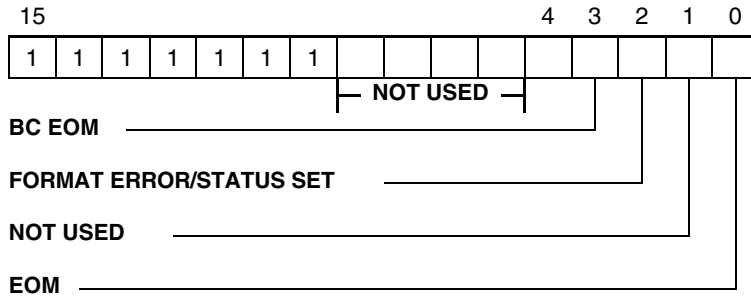 15 4 3 2 1 0
1 1 1 1 1 1 1
NOT USED
BC EOM
FORMAT ERROR/STATUS SET
NOT USED
EOM